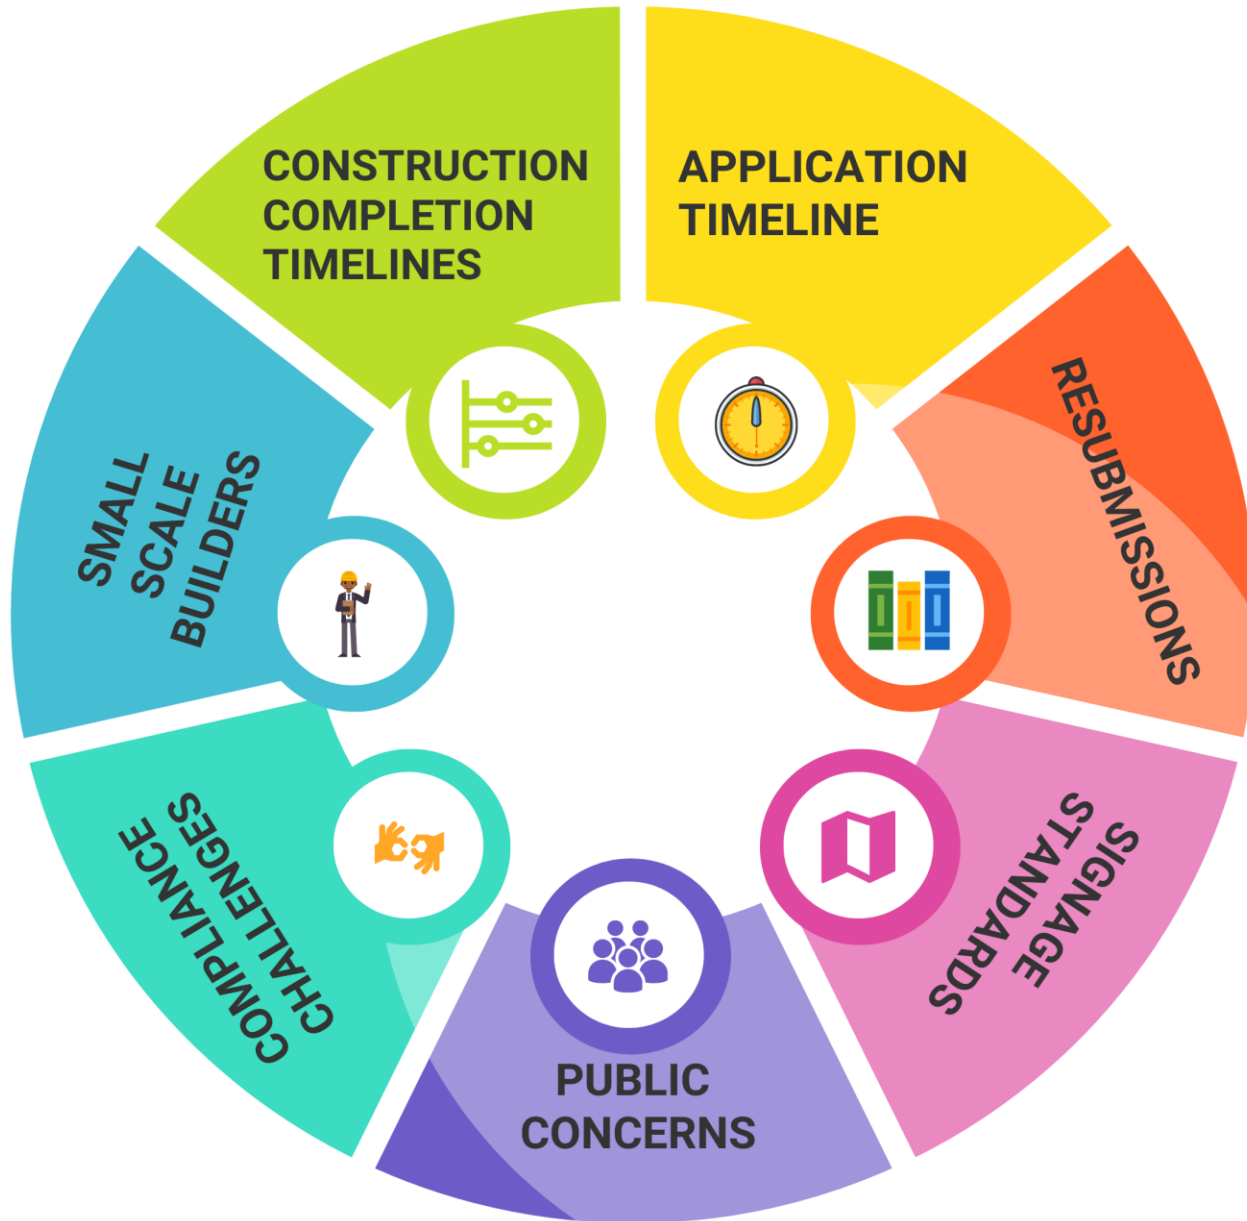 CONSTRUCTION
COMPLETION
TIMELINES
APPLICATION
TIMELINE
RESUBMISSIONS
SIGNAGE
STANDARDS
PUBLIC
CONCERNS
COMPLIANCE
CHALLENGES
SMALL
SCALE
BUILDERS